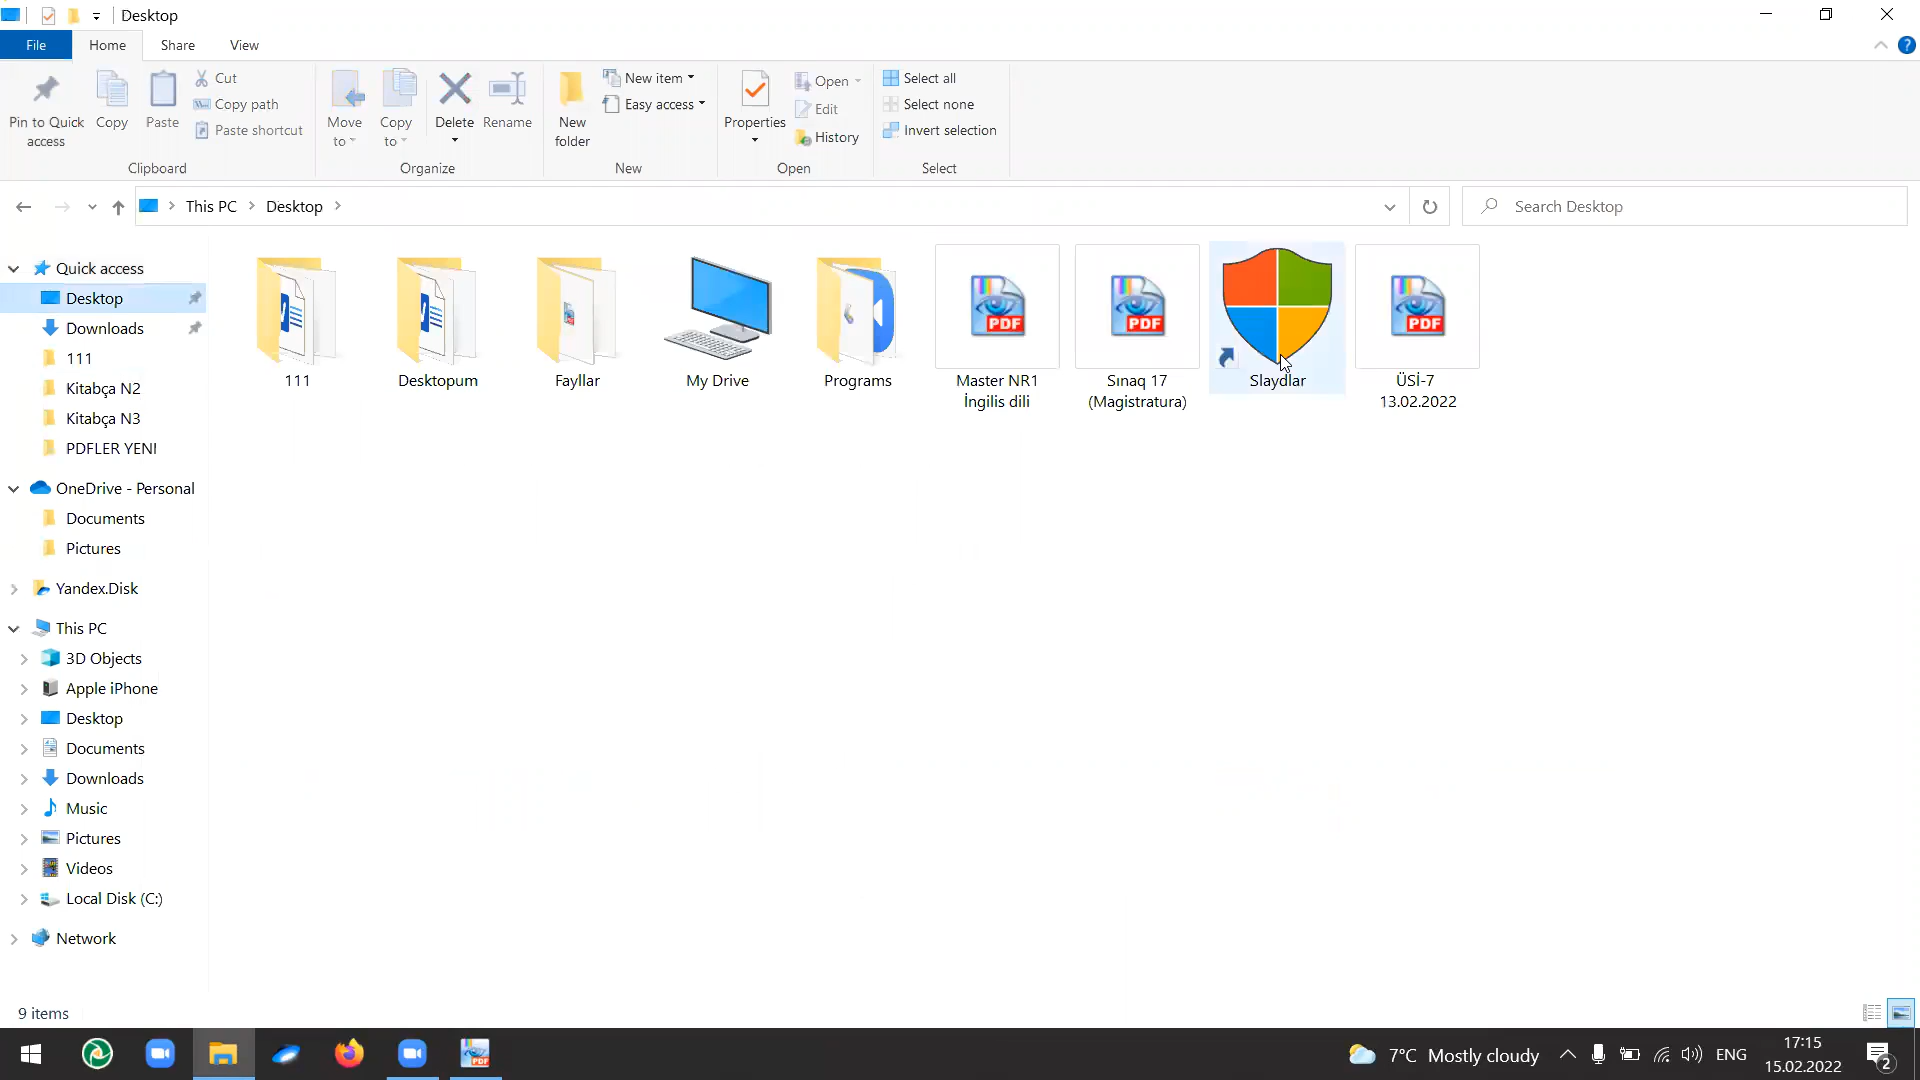 Desktop
File
Home
Share
View
Pin to Quick
access
Copy
Paste
Cut
Copy path
Paste shortcut
Clipboard
Move
to
Copy
to
Delete
Rename
Organize
New
folder
New item
Easy access
New
Properties
Open
Edit
History
Open
Select all
Select none
Invert selection
Select
This PC
Desktop
Search Desktop
Quick access
Desktop
Downloads
111
Kitabça N2
Kitabça N3
PDFLER YENI
OneDrive - Personal
Documents
Pictures
Yandex.Disk
This PC
3D Objects
Apple iPhone
Desktop
Documents
Downloads
Music
Pictures
Videos
Local Disk (C:)
Network
111
Desktopum
Fayllar
My Drive
Programs
PDF
Master NR1
İngilis dili
PDF
Sınaq 17
(Magistratura)
Slaydlar
PDF
ÜSİ-7
13.02.2022
9 items
7°C Mostly cloudy
ENG
17:15
15.02.2022
2